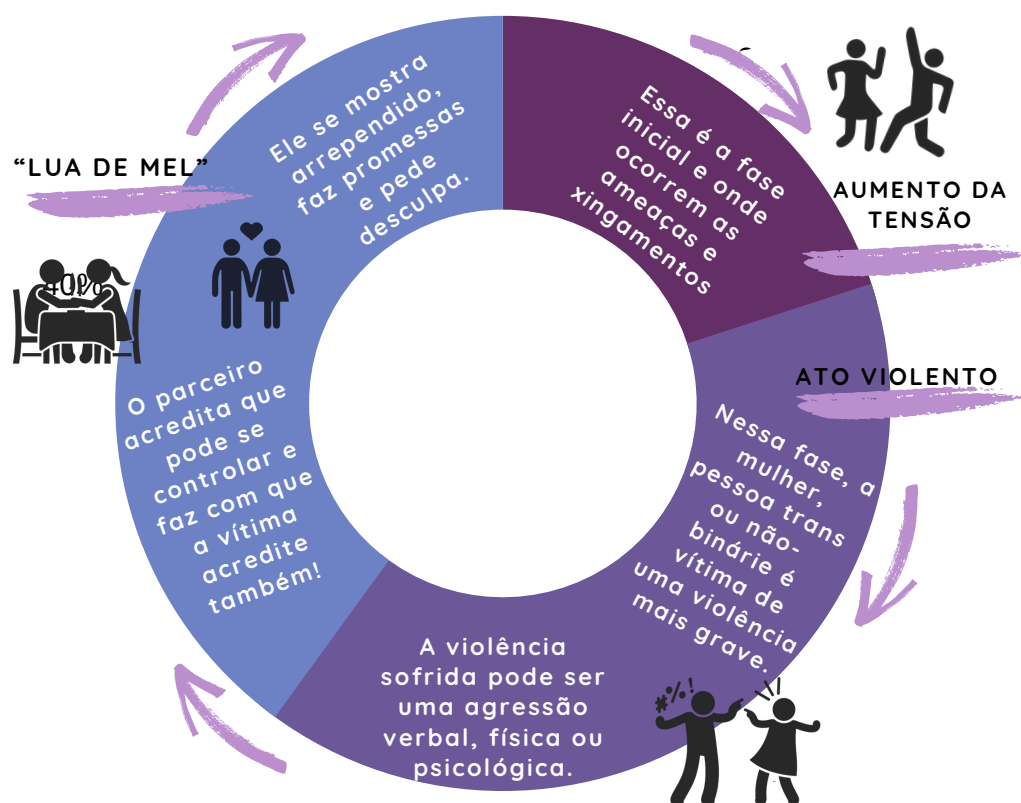 AUMENTO DA
TENSÃO
Essa é a fase
inicial e onde
ocorrem as
ameaças e
xingamentos
ATO VIOLENTO
Nessa fase, a
mulher,
pessoa trans
ou não-
binárie é
vítima de
uma violência
mais grave.
#%!
A violência
sofrida pode ser
uma agressão
verbal, física ou
psicológica.
“LUA DE MEL”
40%
O parceiro
acredita que
pode se
controlar e
faz com que
a vítima
acredite
também!
Ele se mostra
arrependido,
faz promessas
e pede
desculpa.